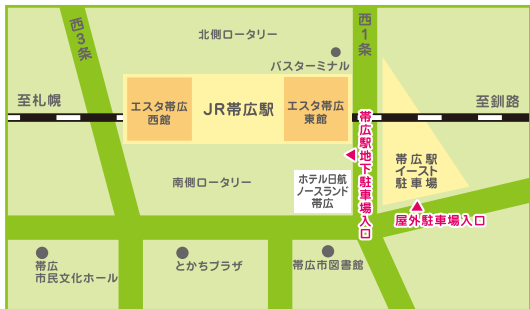 西3条
北側ロータリー
西1条
バスターミナル
至札幌
エスタ帯広
西館
JR帯広駅
エスタ帯広
東館
至釧路
帯広駅地下駐車場入口
帯広駅
イースト
駐車場
南側ロータリー
ホテル日航
ノースランド
帯広
屋外駐車場入口
帯広
市民文化ホール
とかちプラザ
帯広市図書館